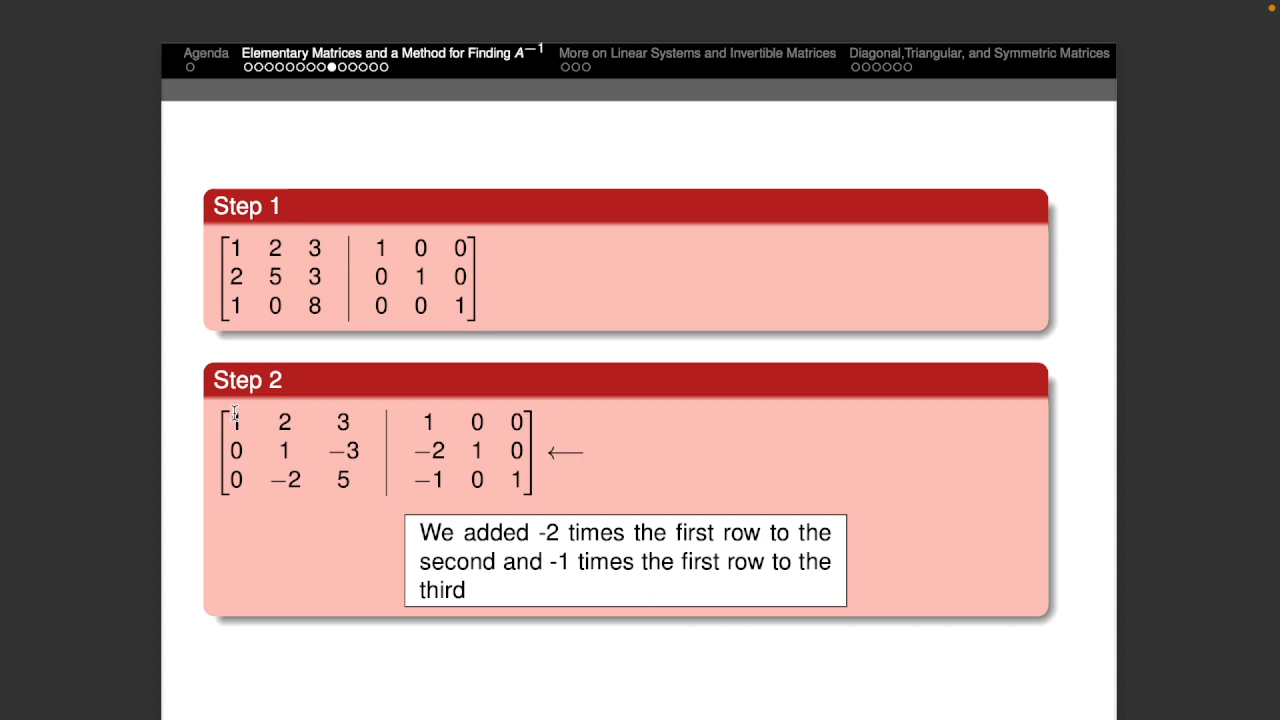 Agenda Elementary Matrices and a Method for Finding A⁻¹ More on Linear Systems and Invertible Matrices Diagonal,Triangular, and Symmetric Matrices
Step 1
1 2 3 | 1 0 0
2 5 3 | 0 1 0
1 0 8 | 0 0 1
Step 2
1 2 3 | 1 0 0
0 1 −3 | −2 1 0 ←
0 −2 5 | −1 0 1
We added -2 times the first row to the
second and -1 times the first row to the
third